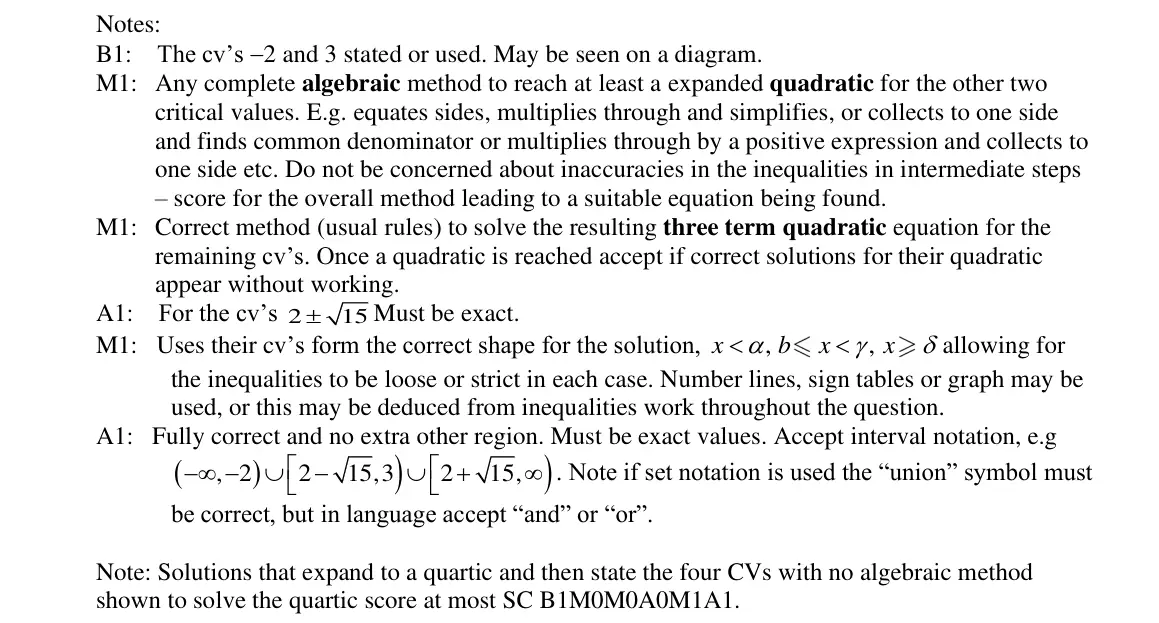 Notes:
B1: The cv’s –2 and 3 stated or used. May be seen on a diagram.
M1: Any complete algebraic method to reach at least a expanded quadratic for the other two
critical values. E.g. equates sides, multiplies through and simplifies, or collects to one side
and finds common denominator or multiplies through by a positive expression and collects to
one side etc. Do not be concerned about inaccuracies in the inequalities in intermediate steps
– score for the overall method leading to a suitable equation being found.
M1: Correct method (usual rules) to solve the resulting three term quadratic equation for the
remaining cv’s. Once a quadratic is reached accept if correct solutions for their quadratic
appear without working.
A1: For the cv’s 2 ± √15 Must be exact.
M1: Uses their cv’s form the correct shape for the solution, x < α, b ⩽ x < γ, x ⩾ δ allowing for
the inequalities to be loose or strict in each case. Number lines, sign tables or graph may be
used, or this may be deduced from inequalities work throughout the question.
A1: Fully correct and no extra other region. Must be exact values. Accept interval notation, e.g
(−∞, −2) ∪ [2 − √15, 3) ∪ [2 + √15, ∞). Note if set notation is used the “union” symbol must
be correct, but in language accept “and” or “or”.
Note: Solutions that expand to a quartic and then state the four CVs with no algebraic method
shown to solve the quartic score at most SC B1M0M0A0M1A1.